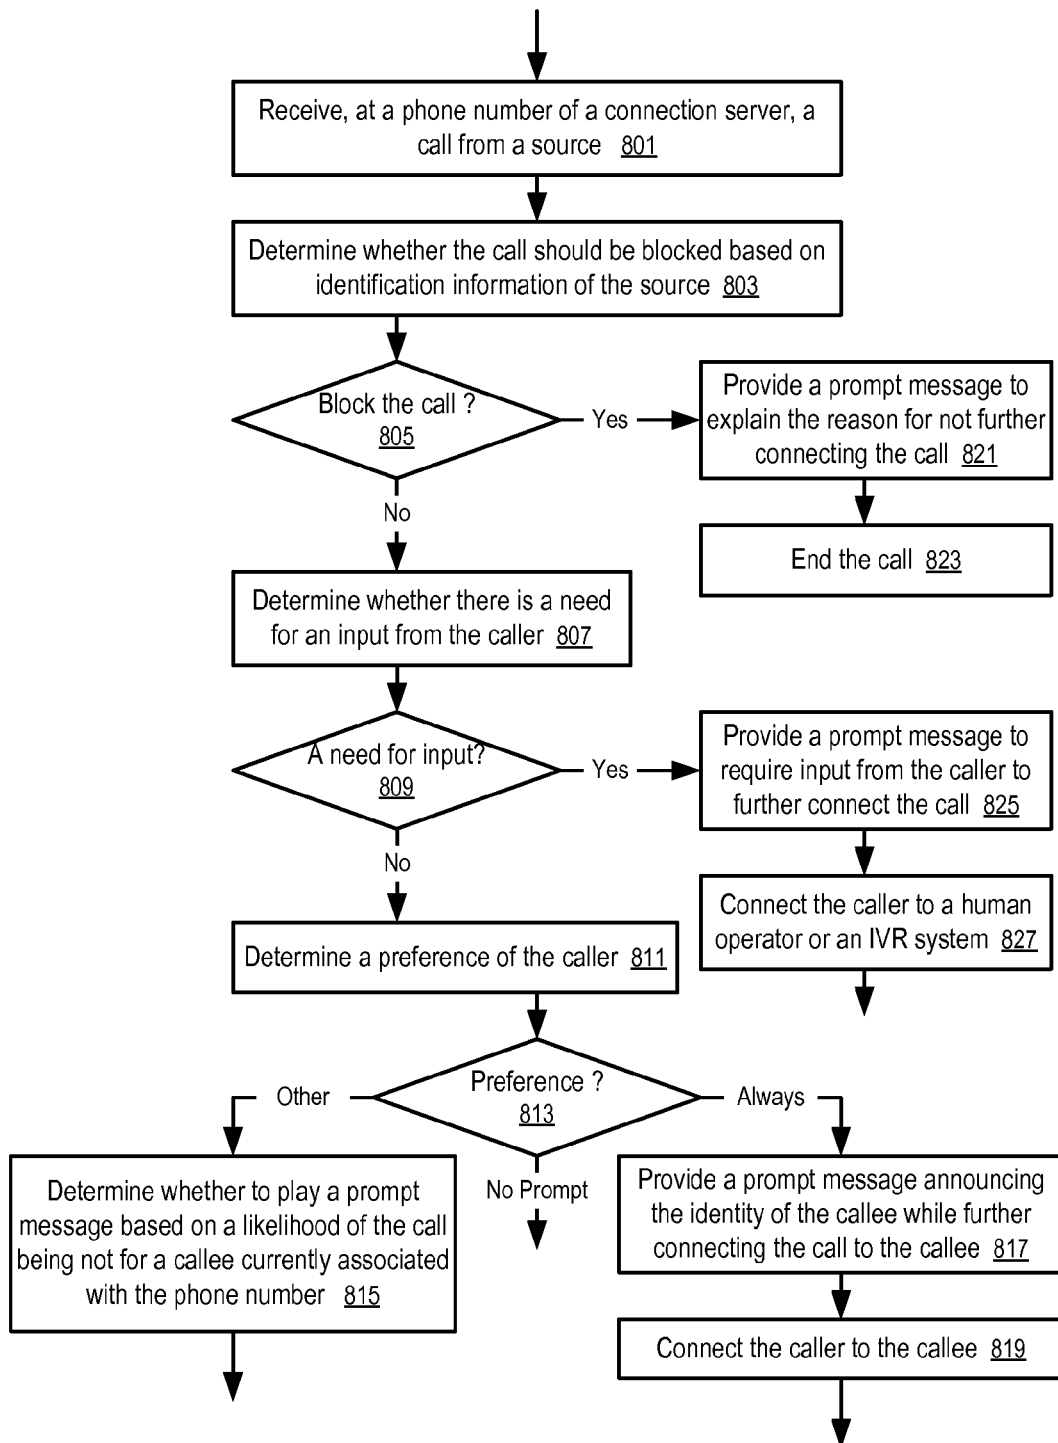 Receive, at a phone number of a connection server, a
call from a source 801
Determine whether the call should be blocked based on
identification information of the source 803
Block the call ?
805
Yes
Provide a prompt message to
explain the reason for not further
connecting the call 821
No
End the call 823
Determine whether there is a need
for an input from the caller 807
A need for input?
809
Yes
Provide a prompt message to
require input from the caller to
further connect the call 825
No
Connect the caller to a human
operator or an IVR system 827
Determine a preference of the caller 811
Preference ?
813
Other
Always
No Prompt
Determine whether to play a prompt
message based on a likelihood of the call
being not for a callee currently associated
with the phone number 815
Provide a prompt message announcing
the identity of the callee while further
connecting the call to the callee 817
Connect the caller to the callee 819